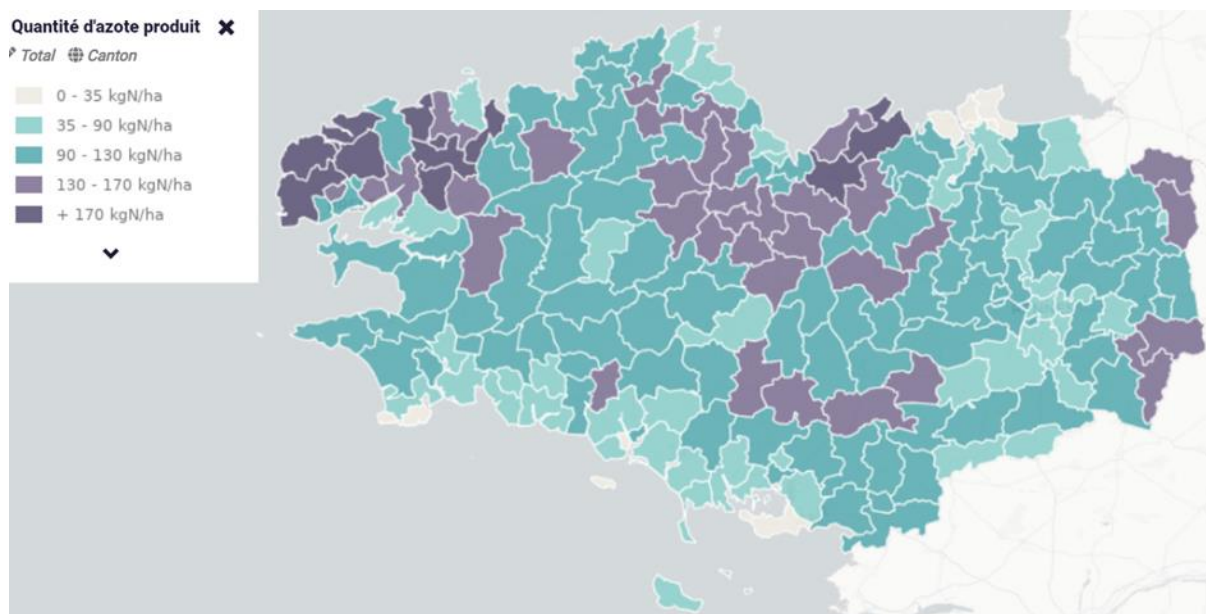 Quantité d'azote produit ✖
Total Canton
0 - 35 kgN/ha
35 - 90 kgN/ha
90 - 130 kgN/ha
130 - 170 kgN/ha
+ 170 kgN/ha